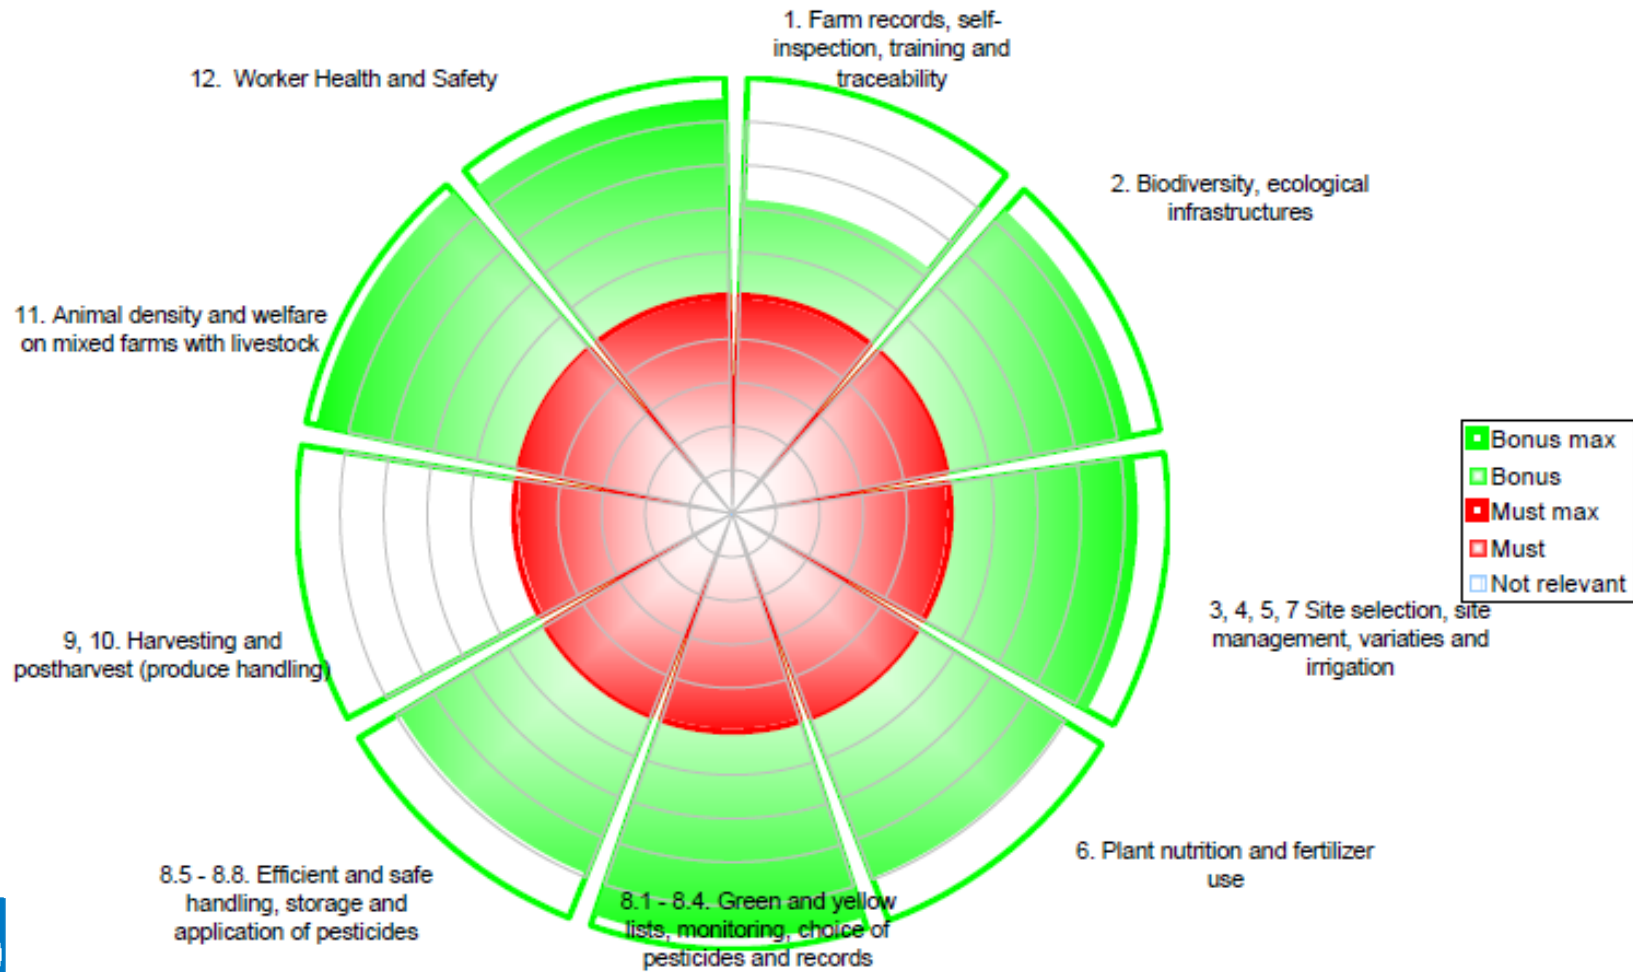 1. Farm records, self-
inspection, training and
traceability
12. Worker Health and Safety
2. Biodiversity, ecological
infrastructures
11. Animal density and welfare
on mixed farms with livestock
Bonus max
Bonus
Must max
Must
Not relevant
3, 4, 5, 7 Site selection, site
management, variaties and
irrigation
9, 10. Harvesting and
postharvest (produce handling)
6. Plant nutrition and fertilizer
use
8.5 - 8.8. Efficient and safe
handling, storage and
application of pesticides
8.1 - 8.4. Green and yellow
lists, monitoring, choice of
pesticides and records